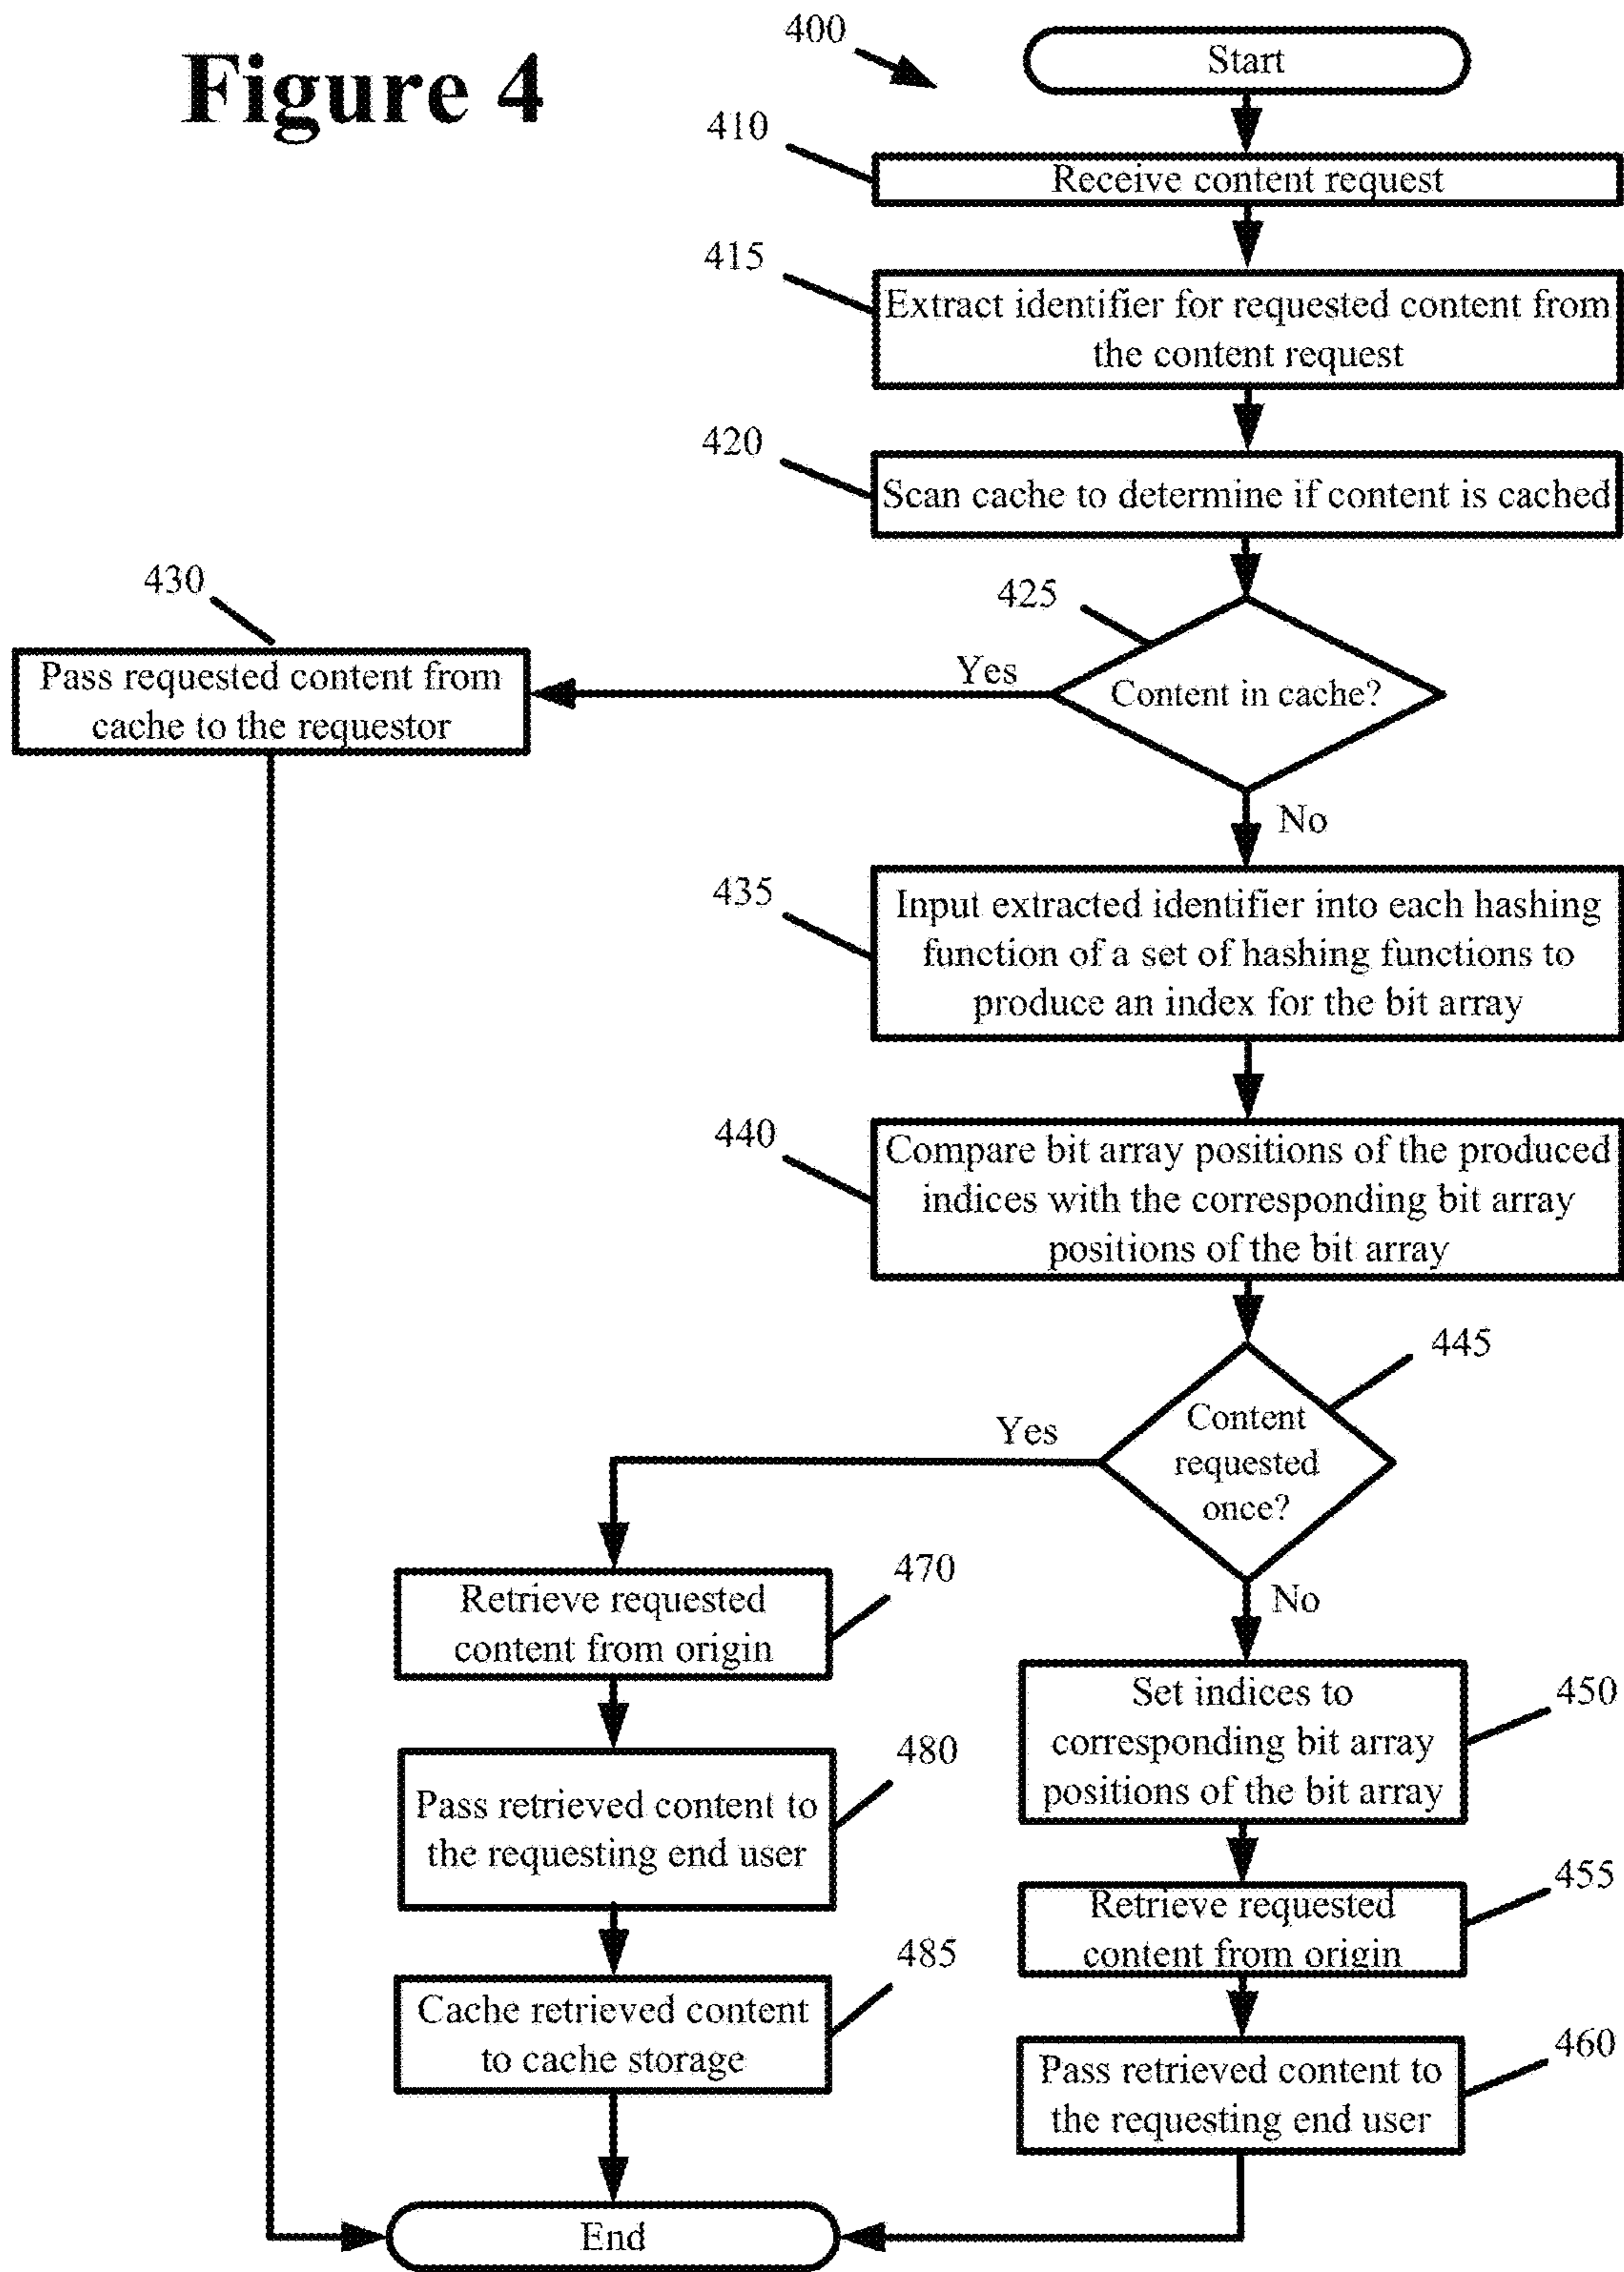 Figure 4
400
Start
410
Receive content request
415
Extract identifier for requested content from
the content request
420
Scan cache to determine if content is cached
430
425
Pass requested content from
cache to the requestor
Yes
Content in cache?
No
435
Input extracted identifier into each hashing
function of a set of hashing functions to
produce an index for the bit array
440
Compare bit array positions of the produced
indices with the corresponding bit array
positions of the bit array
445
Yes
Content
requested
once?
No
470
Retrieve requested
content from origin
450
Set indices to
corresponding bit array
positions of the bit array
480
Pass retrieved content to
the requesting end user
455
Retrieve requested
content from origin
485
Cache retrieved content
to cache storage
460
Pass retrieved content to
the requesting end user
End